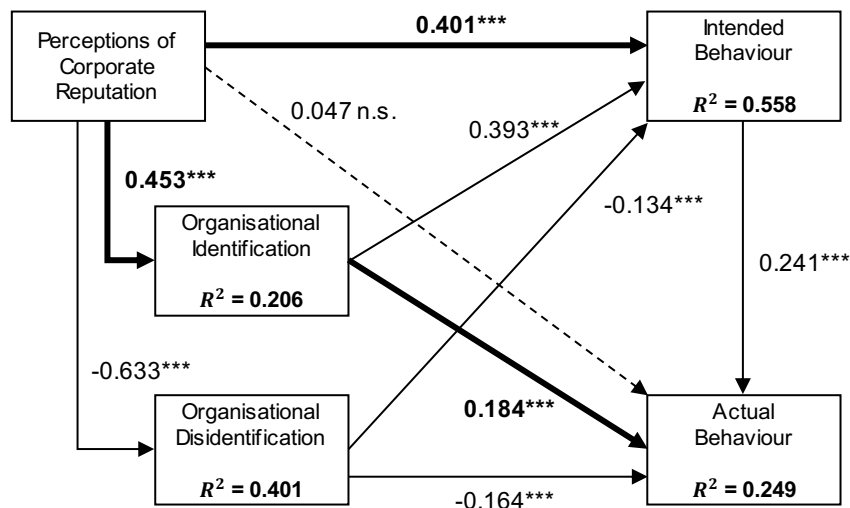 Perceptions of
Corporate
Reputation
0.401***
Intended
Behaviour
R² = 0.558
0.047 n.s.
0.393***
0.453***
-0.134***
Organisational
Identification
R² = 0.206
0.241***
-0.633***
Organisational
Disidentification
R² = 0.401
0.184***
-0.164***
Actual
Behaviour
R² = 0.249